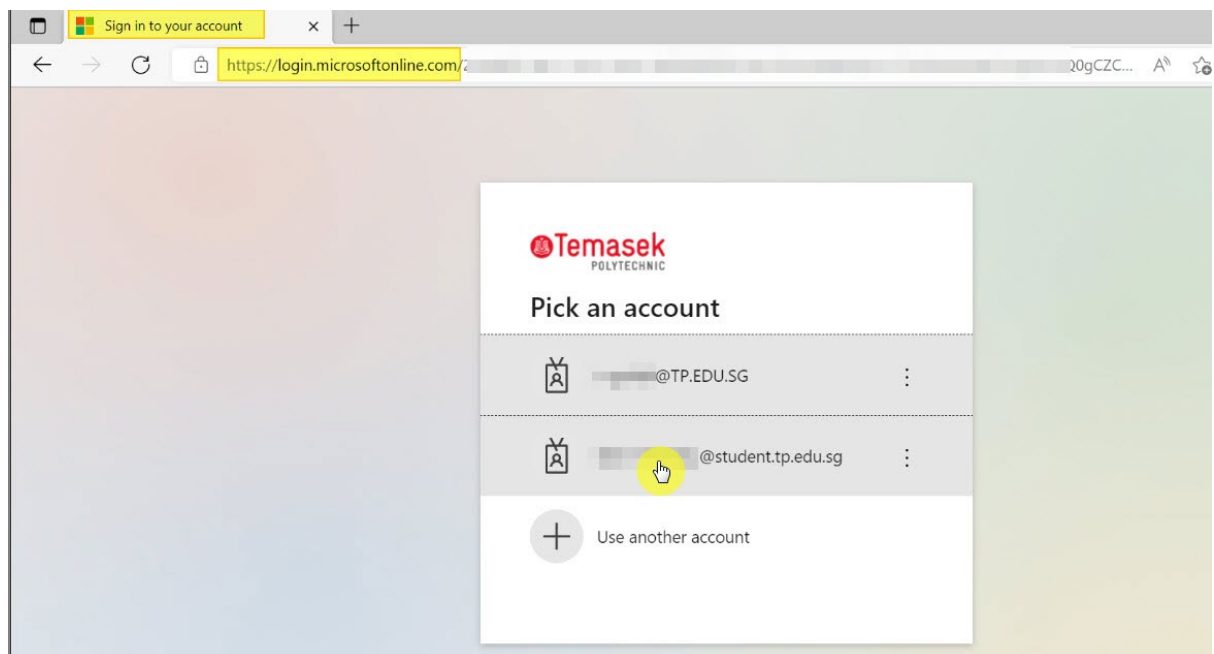 Sign in to your account
https://login.microsoftonline.com/
Temasek
POLYTECHNIC
Pick an account
@TP.EDU.SG
@student.tp.edu.sg
Use another account